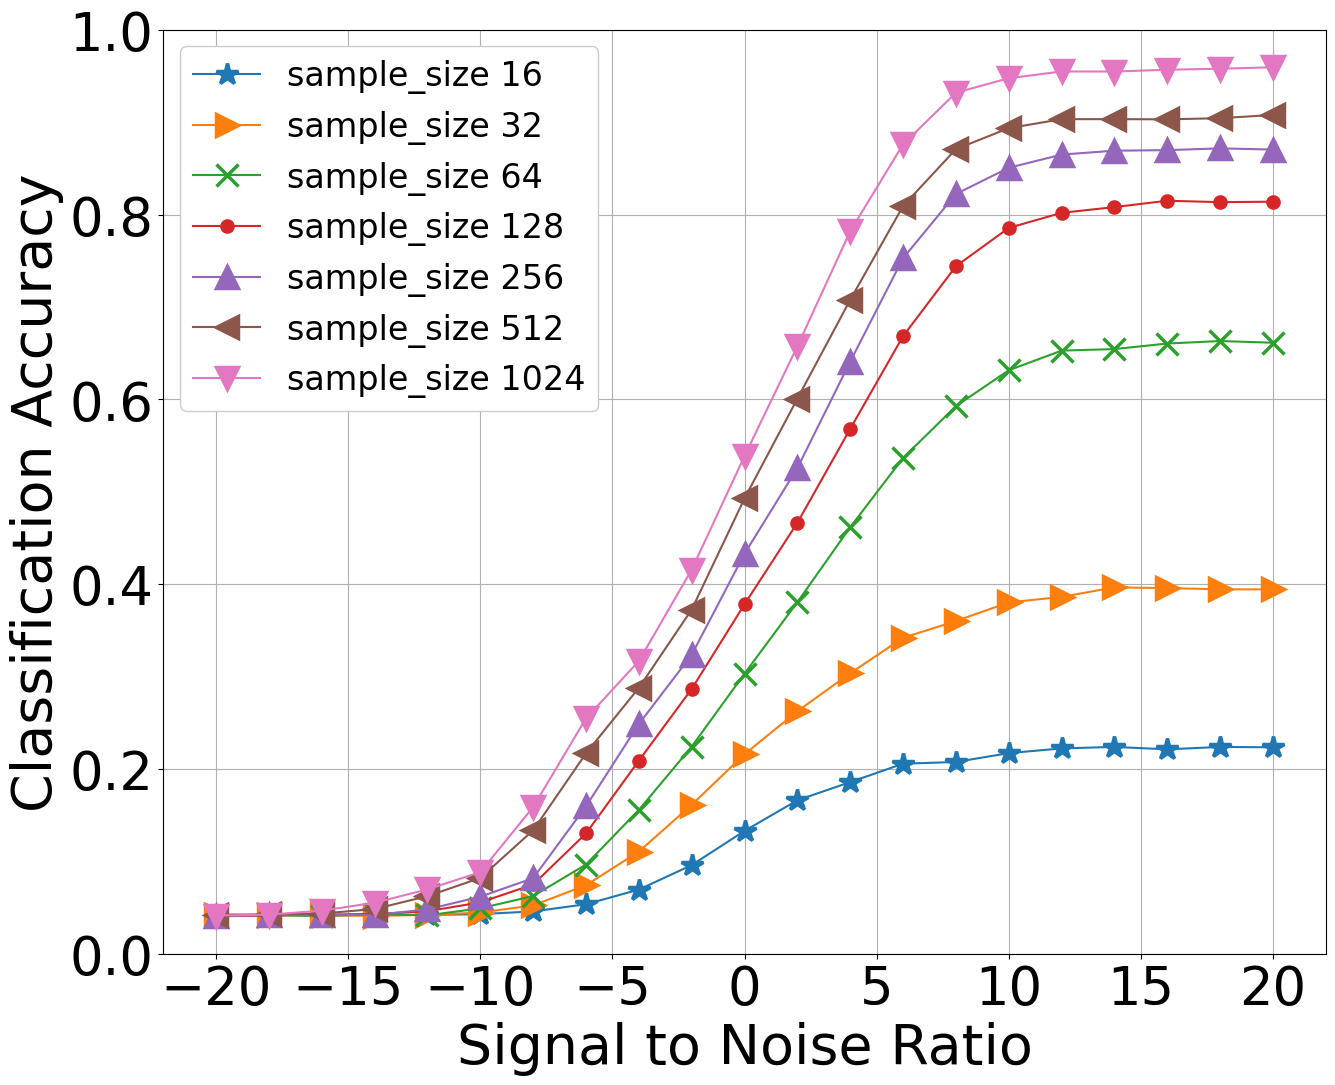 1.0
0.8
0.6
0.4
0.2
0.0
Classification Accuracy
sample_size 16
sample_size 32
sample_size 64
sample_size 128
sample_size 256
sample_size 512
sample_size 1024
−20 −15 −10 −5 0 5 10 15 20
Signal to Noise Ratio